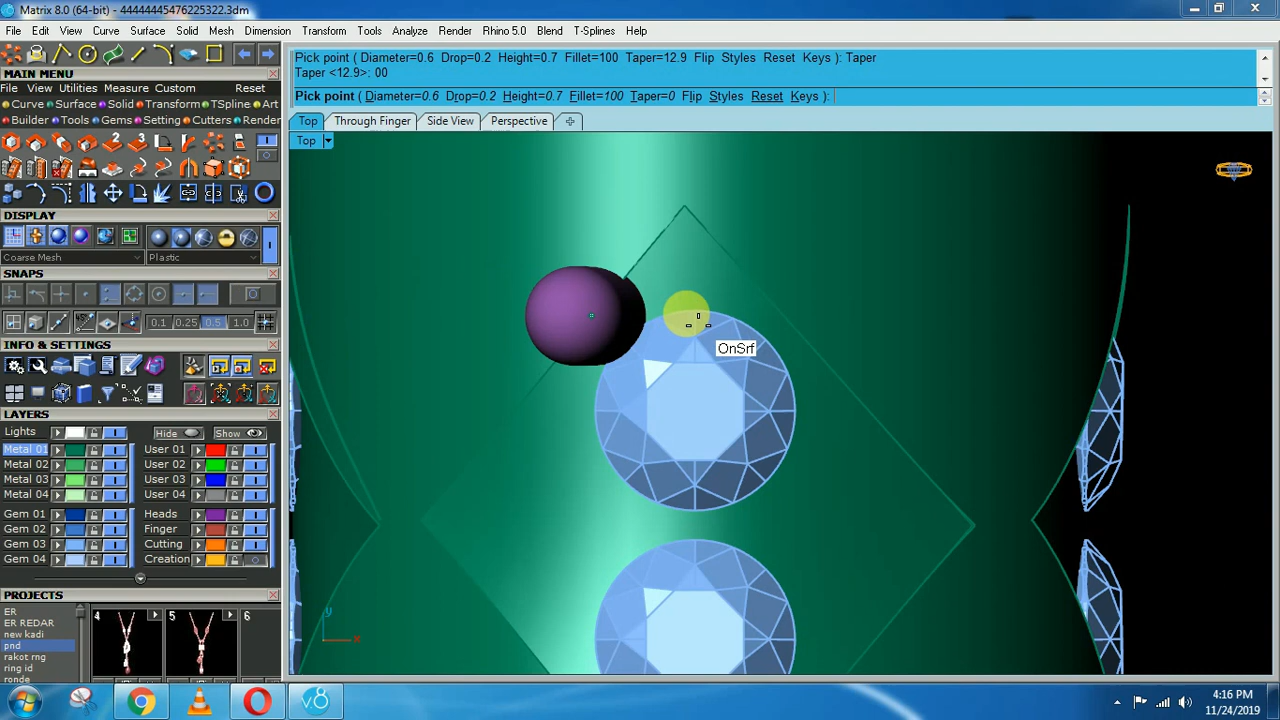 Matrix 8.0 (64-bit) - 44444445476225322.3dm
File Edit View Curve Surface Solid Mesh Dimension Transform Tools Analyze Render Rhino 5.0 Blend T-Splines Help
Pick point ( Diameter=0.6 Drop=0.2 Height=0.7 Fillet=100 Taper=12.9 Flip Styles Reset Keys ): Taper
Taper <12.9>: 00
Pick point ( Diameter=0.6 Drop=0.2 Height=0.7 Fillet=100 Taper=0 Flip Styles Reset Keys ):
MAIN MENU
File View Utilities Measure Custom Reset
Curve Surface Solid Transform TSpline Art
Builder Tools Gems Setting Cutters Render
Top Through Finger Side View Perspective
Top
DISPLAY
Coarse Mesh Plastic
SNAPS
0.1 0.25 0.5 1.0
INFO & SETTINGS
LAYERS
Lights Hide Show
Metal 01 User 01
Metal 02 User 02
Metal 03 User 03
Metal 04 User 04
Gem 01 Heads
Gem 02 Finger
Gem 03 Cutting
Gem 04 Creation
PROJECTS
ER
ER REDAR
new kadi
pnd
rakot rng
ring id
ronde
4 5 6
OnSrf
y
x
v8
4:16 PM
11/24/2019